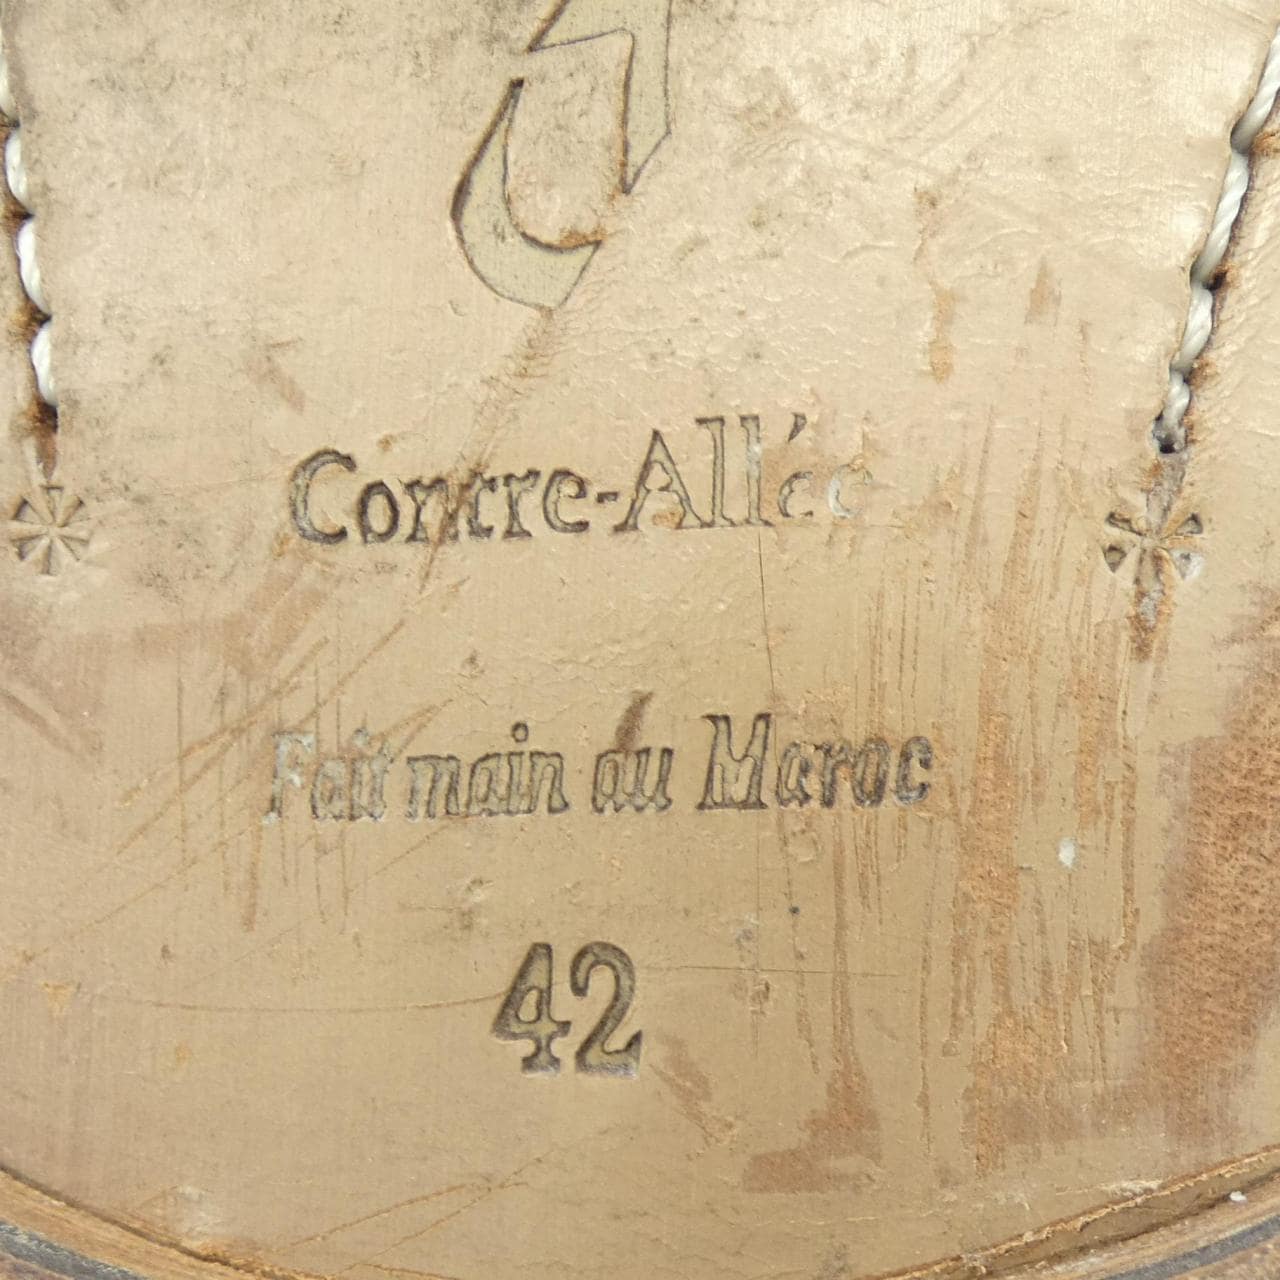 Contre-Allée
Fait main au Maroc
42